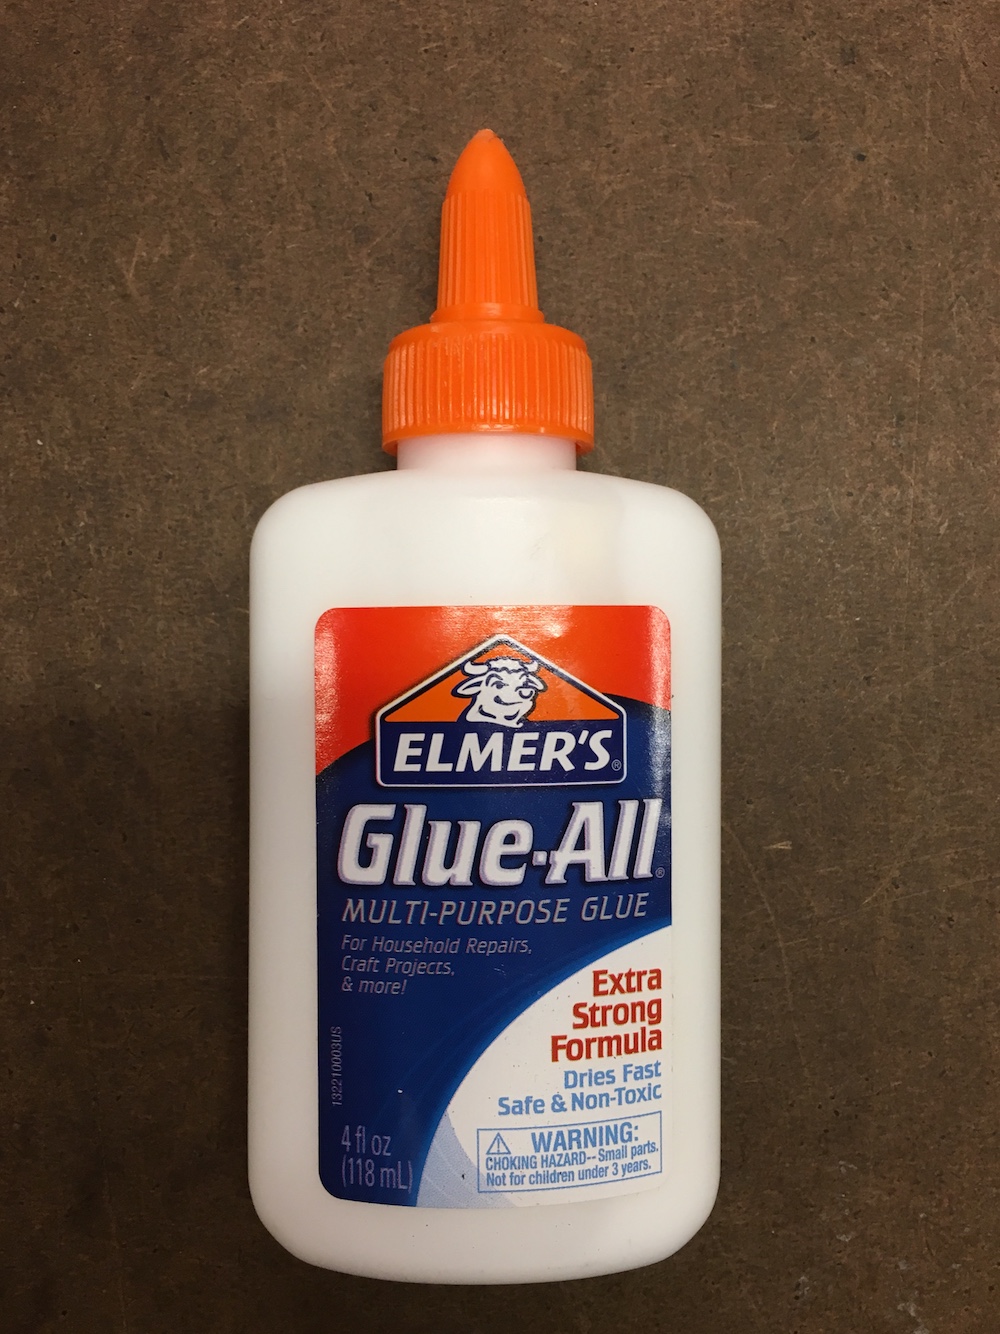 ELMER'S®
Glue-All®
MULTI-PURPOSE GLUE
For Household Repairs,
Craft Projects,
& more!
Extra
Strong
Formula
Dries Fast
Safe & Non-Toxic
132210003US
4 fl oz
(118 mL)
WARNING:
CHOKING HAZARD--Small parts.
Not for children under 3 years.